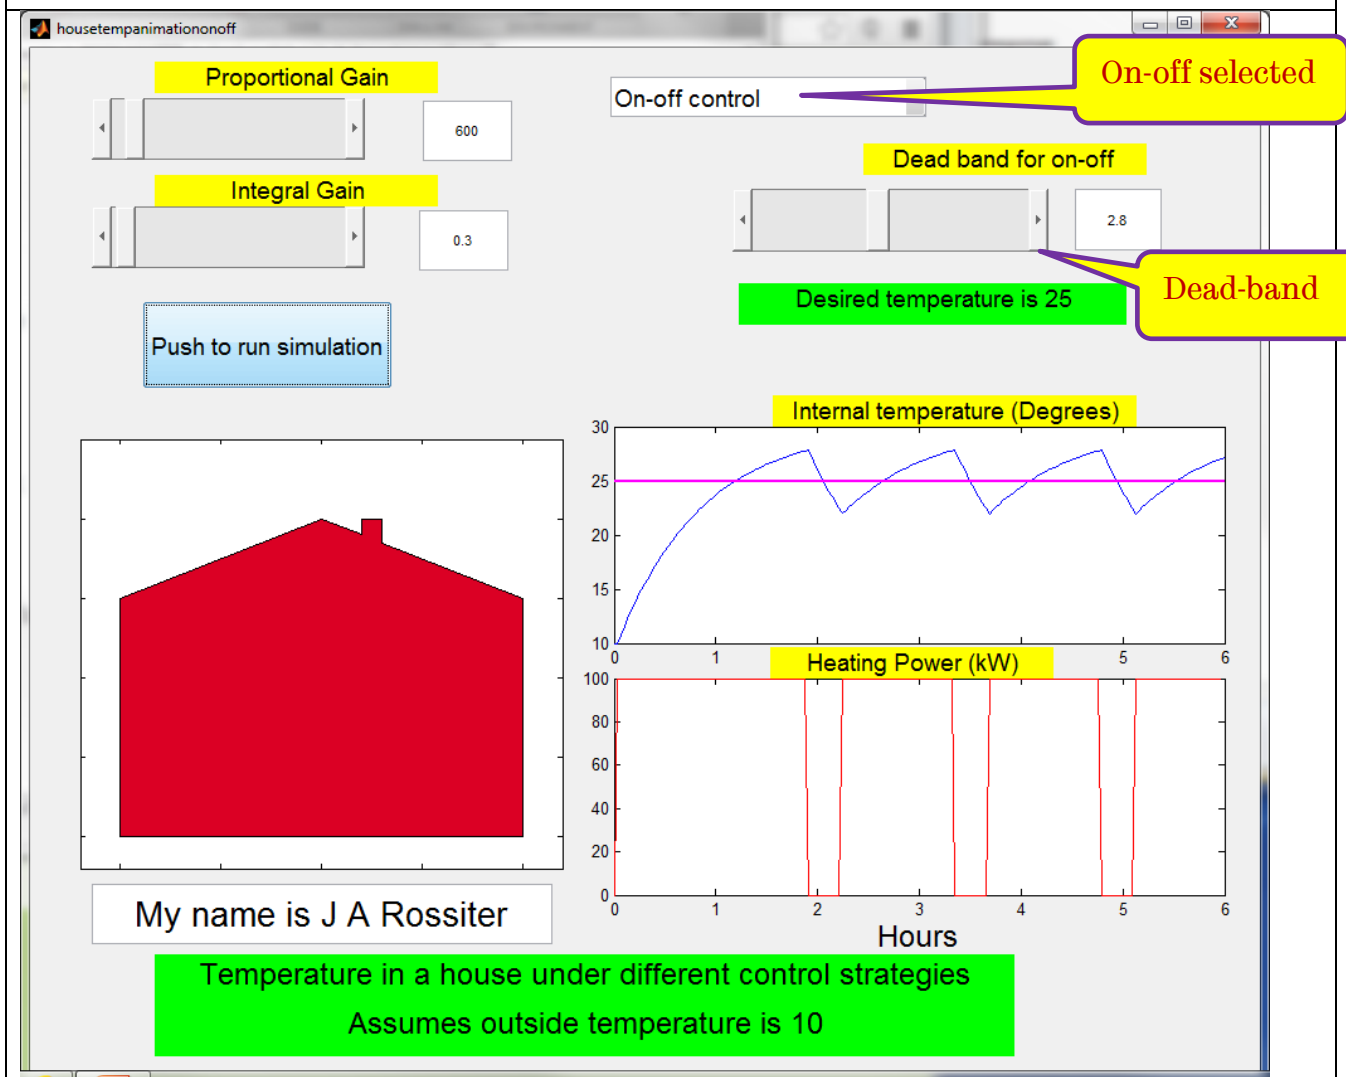 housetempanimationonoff
Proportional Gain
600
On-off control
On-off selected
Integral Gain
0.3
Dead band for on-off
2.8
Dead-band
Desired temperature is 25
Push to run simulation
Internal temperature (Degrees)
30
25
20
15
10
0 1 5 6
Heating Power (kW)
100
80
60
40
20
0
0 1 2 3 4 5 6
Hours
My name is J A Rossiter
Temperature in a house under different control strategies
Assumes outside temperature is 10